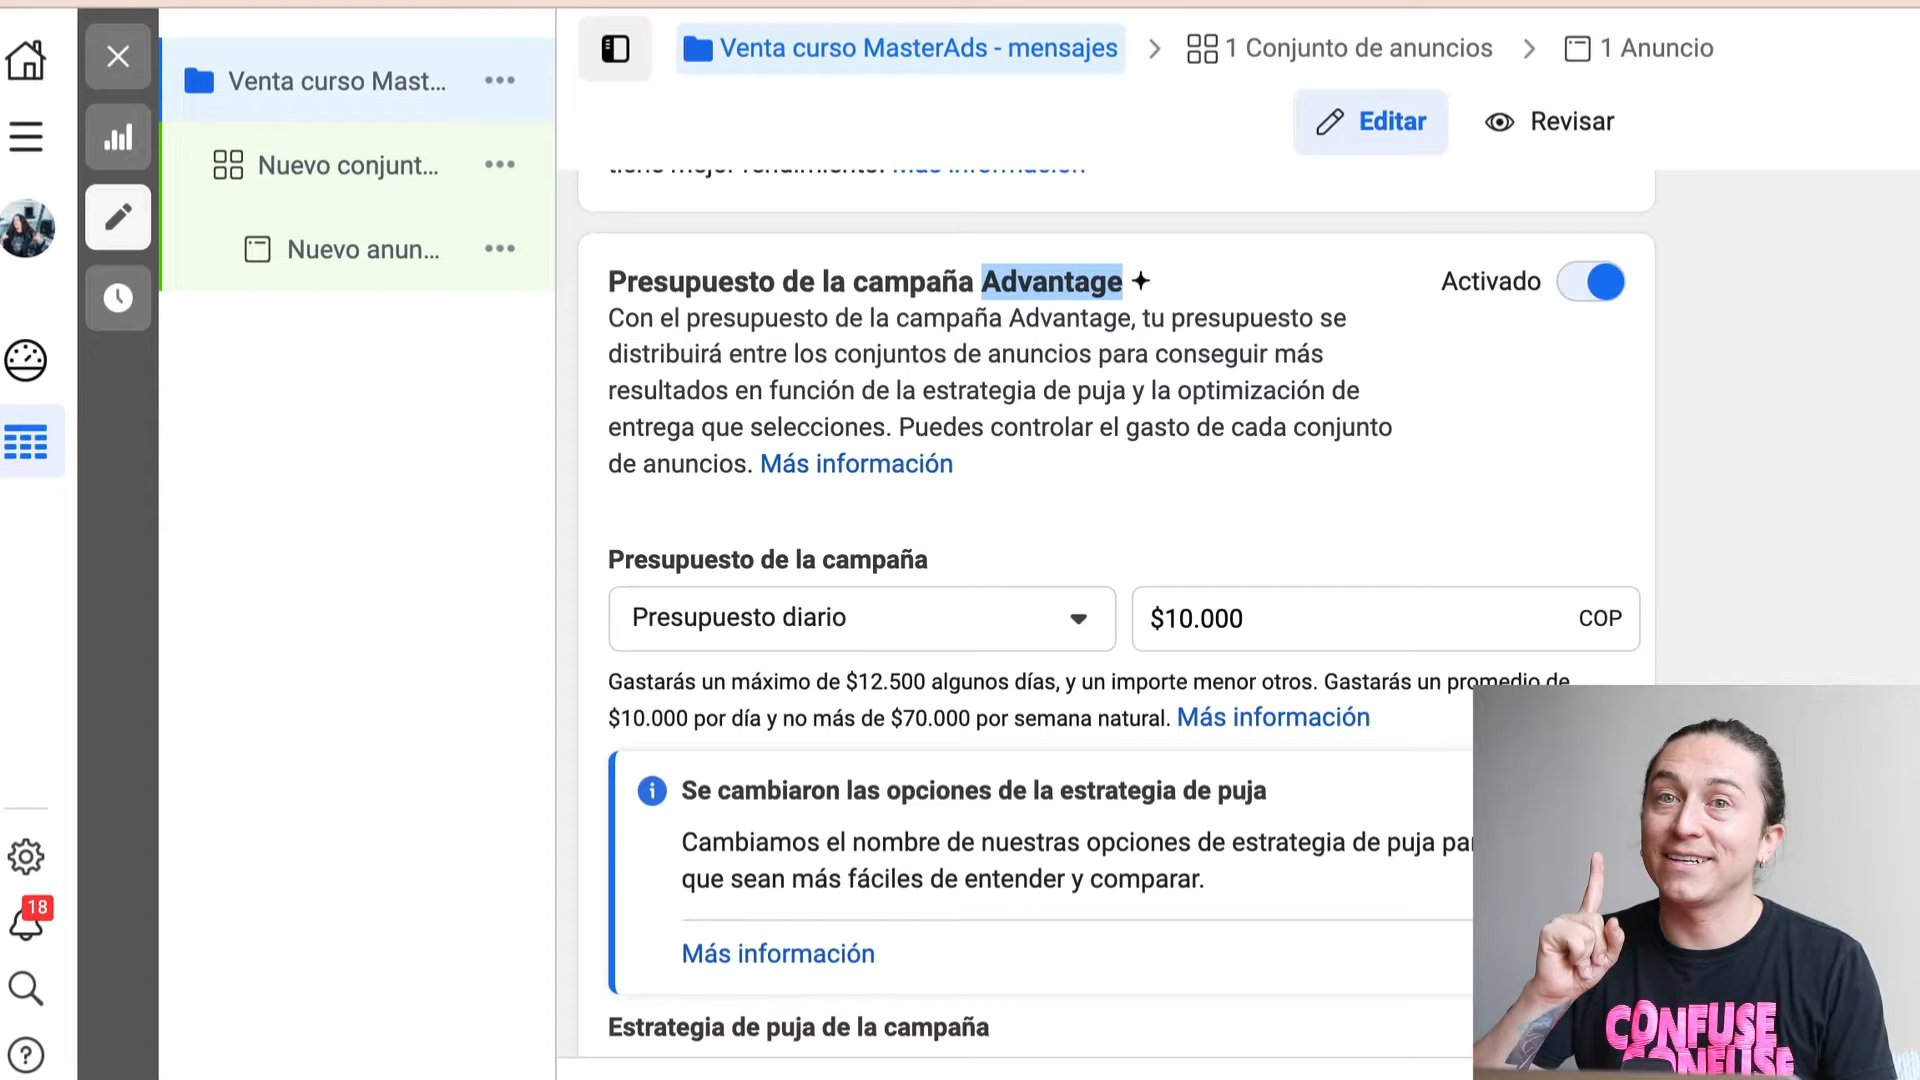 Venta curso MasterAds - mensajes
1 Conjunto de anuncios
1 Anuncio
Venta curso Mast...
Editar
Revisar
Nuevo conjunt...
tiene mejor rendimiento. Más información
Nuevo anun...
Presupuesto de la campaña Advantage
Activado
Con el presupuesto de la campaña Advantage, tu presupuesto se
distribuirá entre los conjuntos de anuncios para conseguir más
resultados en función de la estrategia de puja y la optimización de
entrega que selecciones. Puedes controlar el gasto de cada conjunto
de anuncios. Más información
Presupuesto de la campaña
Presupuesto diario
$10.000
COP
Gastarás un máximo de $12.500 algunos días, y un importe menor otros. Gastarás un promedio de
$10.000 por día y no más de $70.000 por semana natural. Más información
Se cambiaron las opciones de la estrategia de puja
Cambiamos el nombre de nuestras opciones de estrategia de puja par
que sean más fáciles de entender y comparar.
Más información
18
Estrategia de puja de la campaña
CONFUSE
CONFUSE